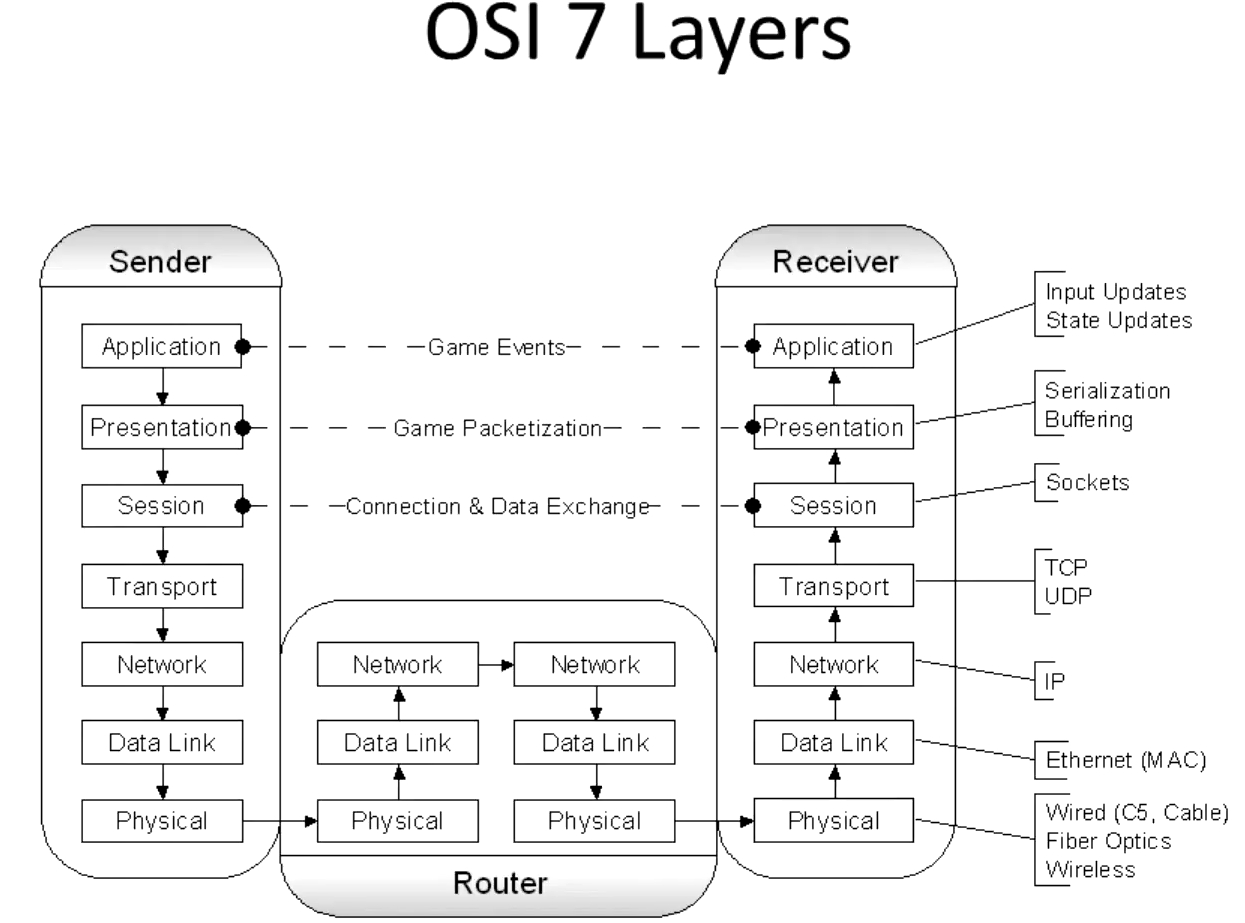 OSI 7 Layers
Sender
Receiver
Application
Game Events
Application
Input Updates
State Updates
Presentation
Game Packetization
Presentation
Serialization
Buffering
Session
Connection & Data Exchange
Session
Sockets
Transport
Transport
TCP
UDP
Network
Network
Network
Network
IP
Data Link
Data Link
Data Link
Data Link
Ethernet (MAC)
Physical
Physical
Physical
Physical
Wired (C5, Cable)
Fiber Optics
Wireless
Router